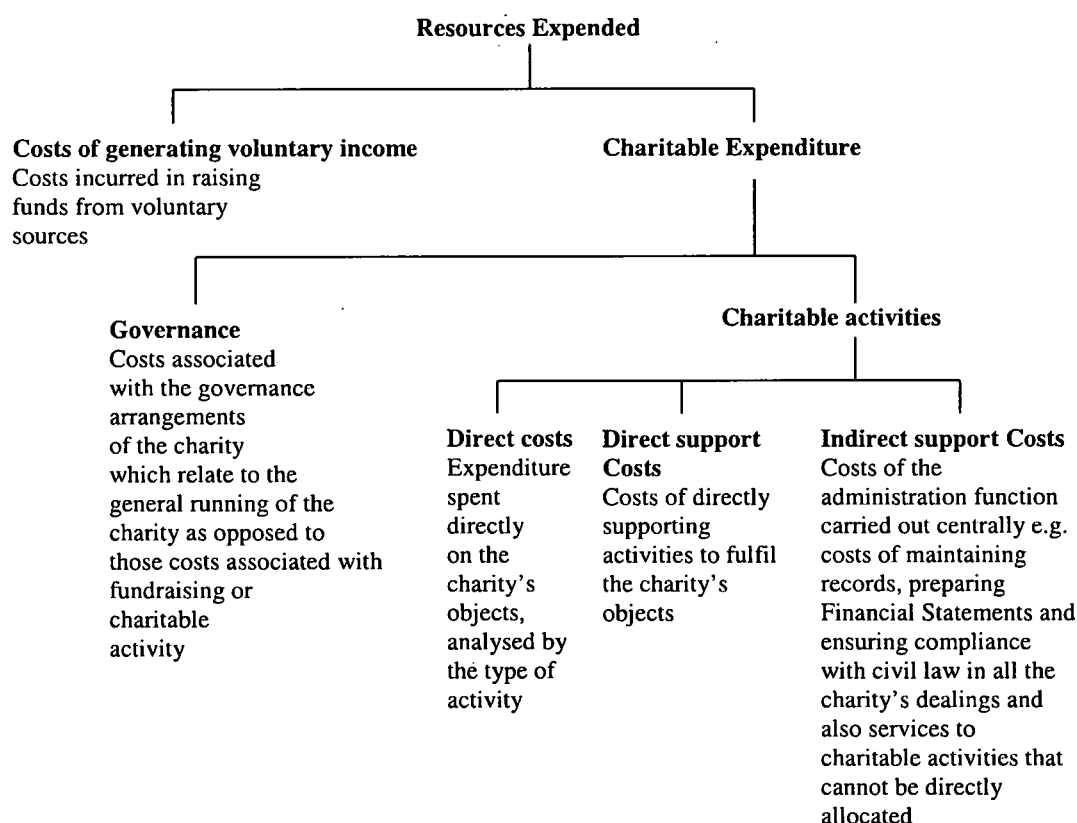 Resources Expended
Costs of generating voluntary income
Costs incurred in raising
funds from voluntary
sources
Charitable Expenditure
Governance
Costs associated
with the governance
arrangements
of the charity
which relate to the
general running of the
charity as opposed to
those costs associated with
fundraising or
charitable
activity
Charitable activities
Direct costs
Expenditure
spent
directly
on the
charity's
objects,
analysed by
the type of
activity
Direct support
Costs
Costs of directly
supporting
activities to fulfil
the charity's
objects
Indirect support Costs
Costs of the
administration function
carried out centrally e.g.
costs of maintaining
records, preparing
Financial Statements and
ensuring compliance
with civil law in all the
charity's dealings and
also services to
charitable activities that
cannot be directly
allocated